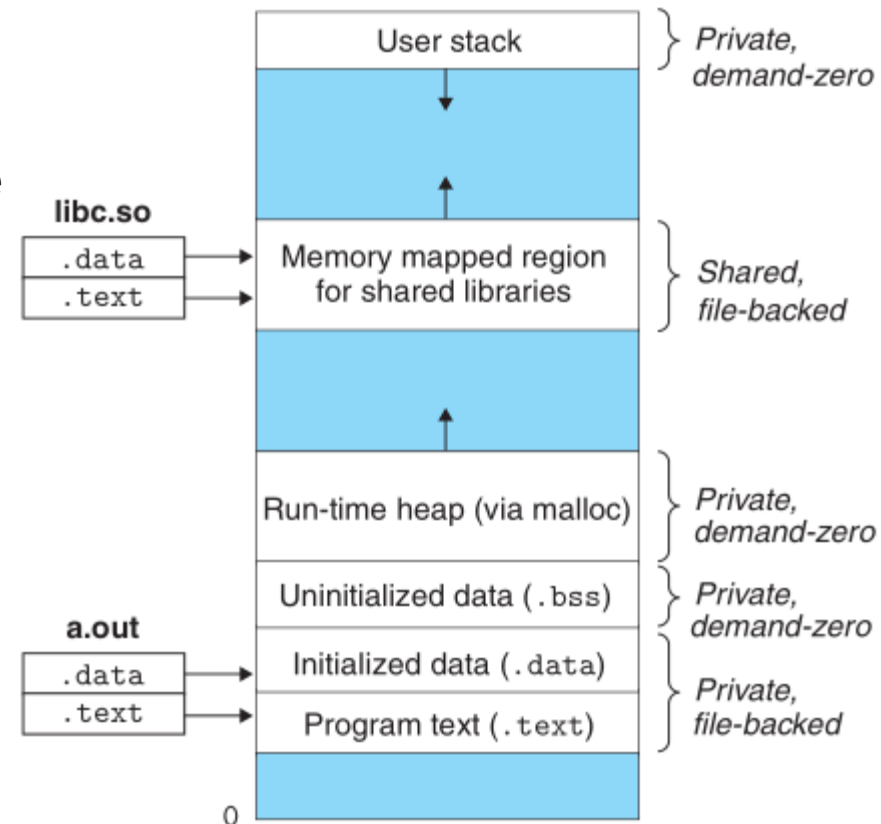 User stack
Private,
demand-zero
libc.so
.data
.text
Memory mapped region
for shared libraries
Shared,
file-backed
Run-time heap (via malloc)
Private,
demand-zero
Uninitialized data (.bss)
Private,
demand-zero
a.out
.data
.text
Initialized data (.data)
Program text (.text)
Private,
file-backed
0